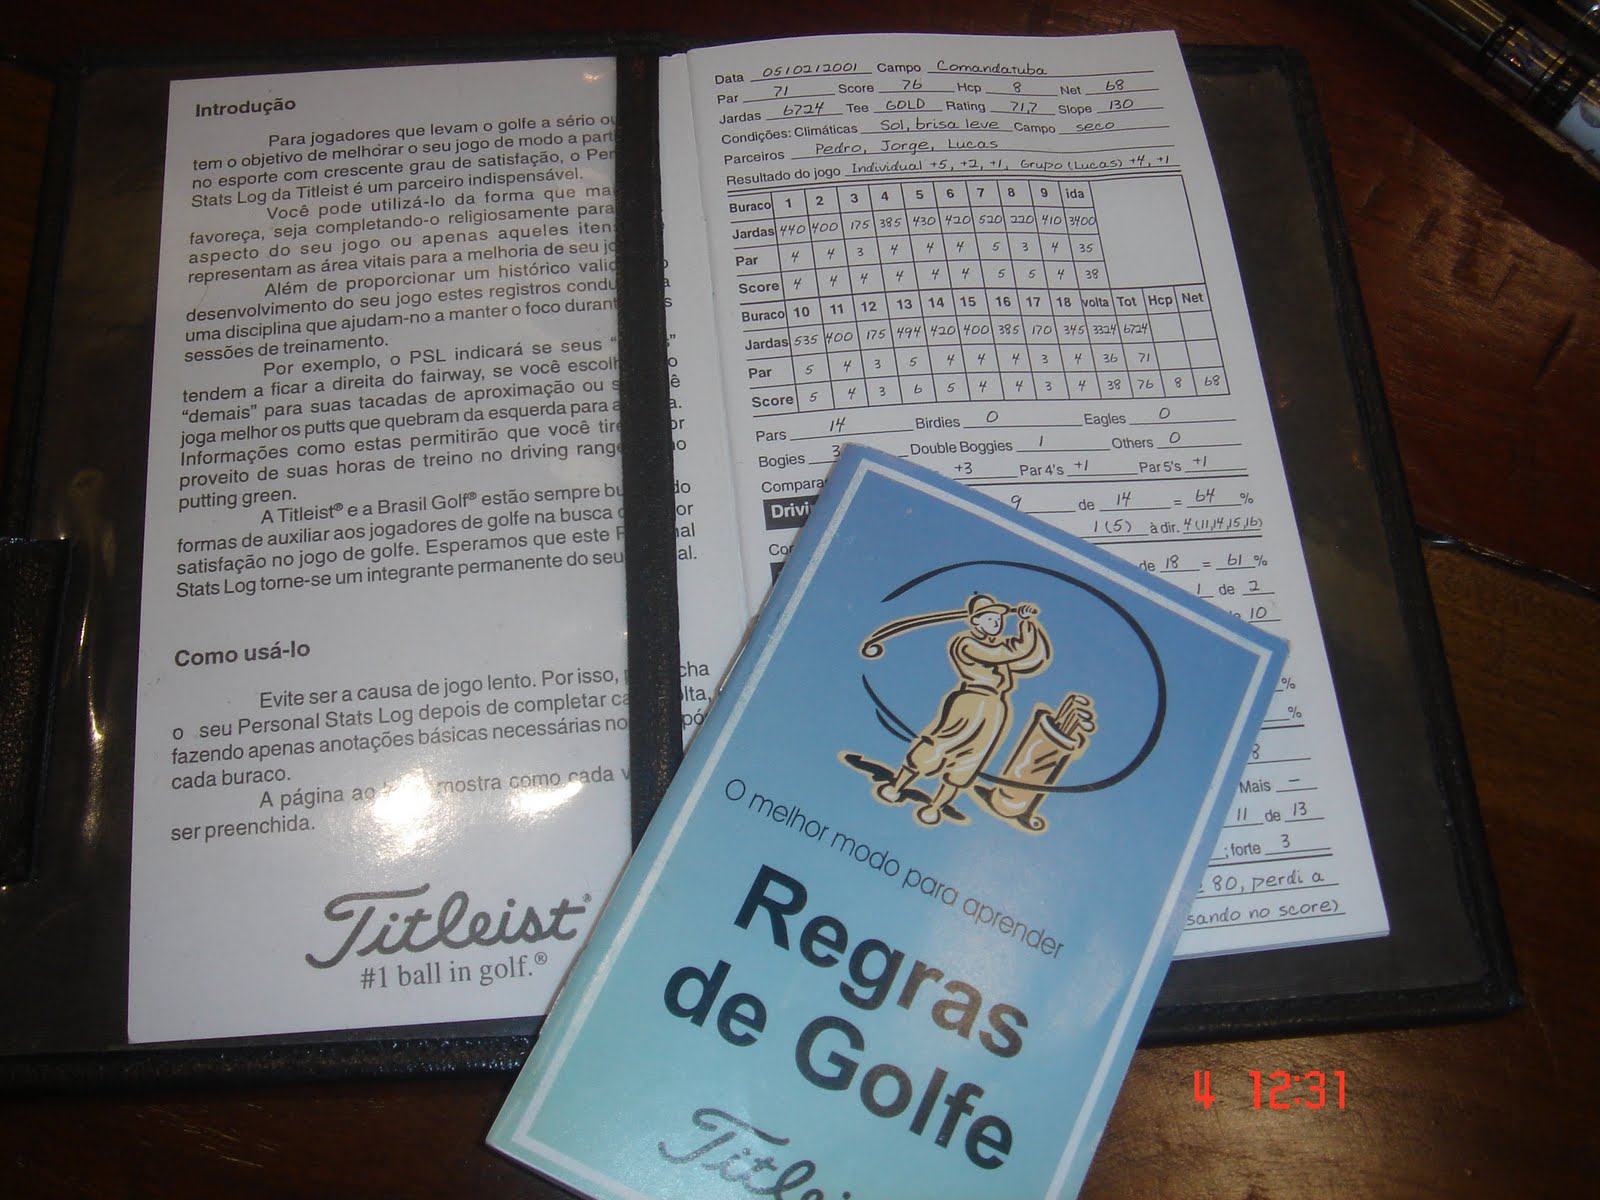 Introdução
Para jogadores que levam o golfe a sério ou
tem o objetivo de melhorar o seu jogo de modo a
no esporte com crescente grau de satisfação, o
Stats Log da Titleist é um parceiro indispensável.
Você pode utilizá-lo da forma que
favoreça, seja completando-o religiosamente para
aspecto do seu jogo ou apenas aqueles
representam as área vitais para a melhoria de seu
Além de proporcionar um histórico
desenvolvimento do seu jogo estes registros
uma disciplina que ajudam-no a manter o foco
sessões de treinamento.
Por exemplo, o PSL indicará se seus
tendem a ficar a direita do fairway, se você
"demais" para suas tacadas de aproximação ou
joga melhor os putts que quebram da esquerda para a
Informações como estas permitirão que você
proveito de suas horas de treino no driving range
putting green.
A Titleist® e a Brasil Golf® estão sempre
formas de auxiliar aos jogadores de golfe na busca
satisfação no jogo de golfe. Esperamos que este
Stats Log torne-se um integrante permanente do seu
Como usá-lo
Evite ser a causa de jogo lento. Por isso,
o seu Personal Stats Log depois de completar
fazendo apenas anotações básicas necessárias
cada buraco.
A página ao mostra como cada
ser preenchida.
Titleist®
#1 ball in golf.®
Data 05/02/2001 Campo Comandatuba
Par 71 Score 76 Hcp 8 Net 68
Jardas 6724 Tee GOLD Rating 71,7 Slope 130
Condições: Climáticas Sol, brisa leve Campo seco
Parceiros Pedro, Jorge, Lucas
Resultado do jogo Individual +5, +2, +1, Grupo (Lucas) +4, +1
Buraco 1 2 3 4 5 6 7 8 9 ida
Jardas 440 400 175 385 430 420 520 220 410 3400
Par 4 4 3 4 4 4 5 3 4 35
Score 4 4 4 4 4 4 5 5 4 38
Buraco 10 11 12 13 14 15 16 17 18 volta Tot Hcp Net
Jardas 535 400 175 494 420 400 385 170 345 3324 6724
Par 5 4 3 5 4 4 4 3 4 36 71
Score 5 4 3 6 5 4 4 3 4 38 76 8 68
Pars 14 Birdies 0 Eagles 0
Bogies 3 Double Boggies 1 Others 0
+3 Par 4's +1 Par 5's +1
9 de 14 = 64 %
1 (5) à dir. 4 (11,14,15,16)
de 18 = 61 %
1 de 2
10
%
%
8
Mais –
11 de 13
; forte 3
80, perdi a
no score)
O melhor modo para aprender
Regras
de Golfe
Titleist
4 12:31